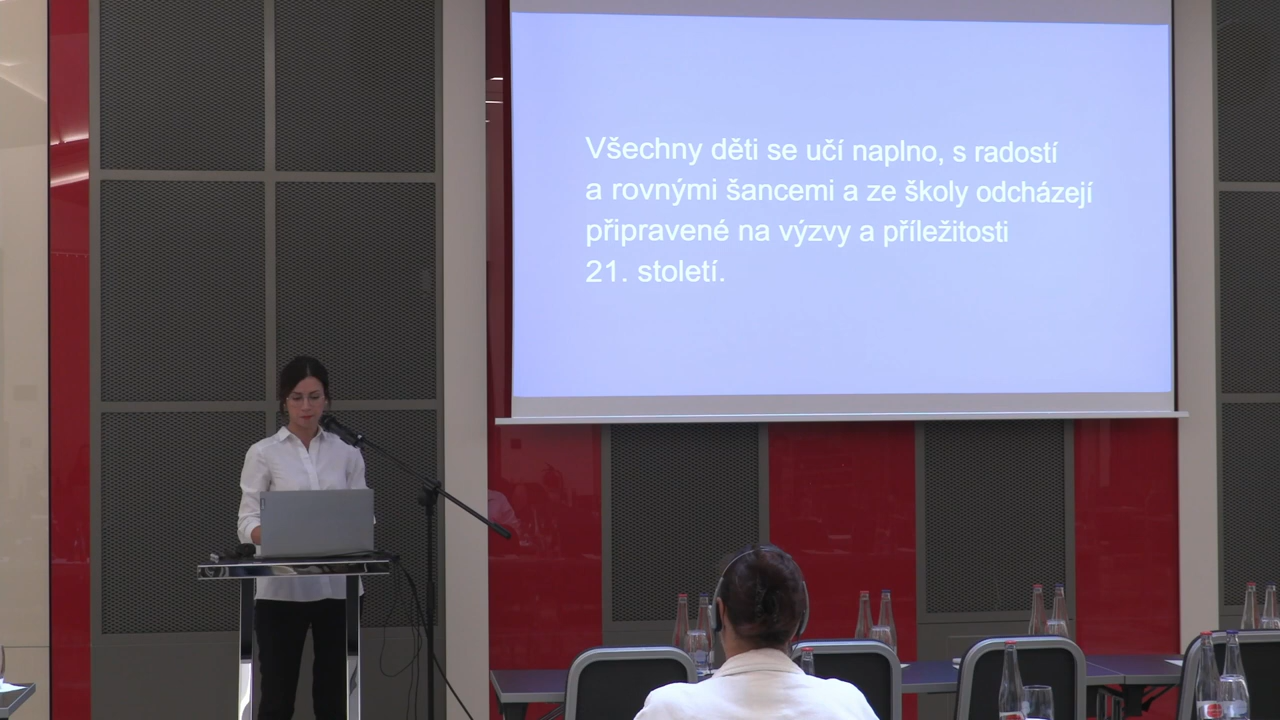 Všechny děti se učí naplno, s radostí
a rovnými šancemi a ze školy odcházejí
připravené na výzvy a příležitosti
21. století.